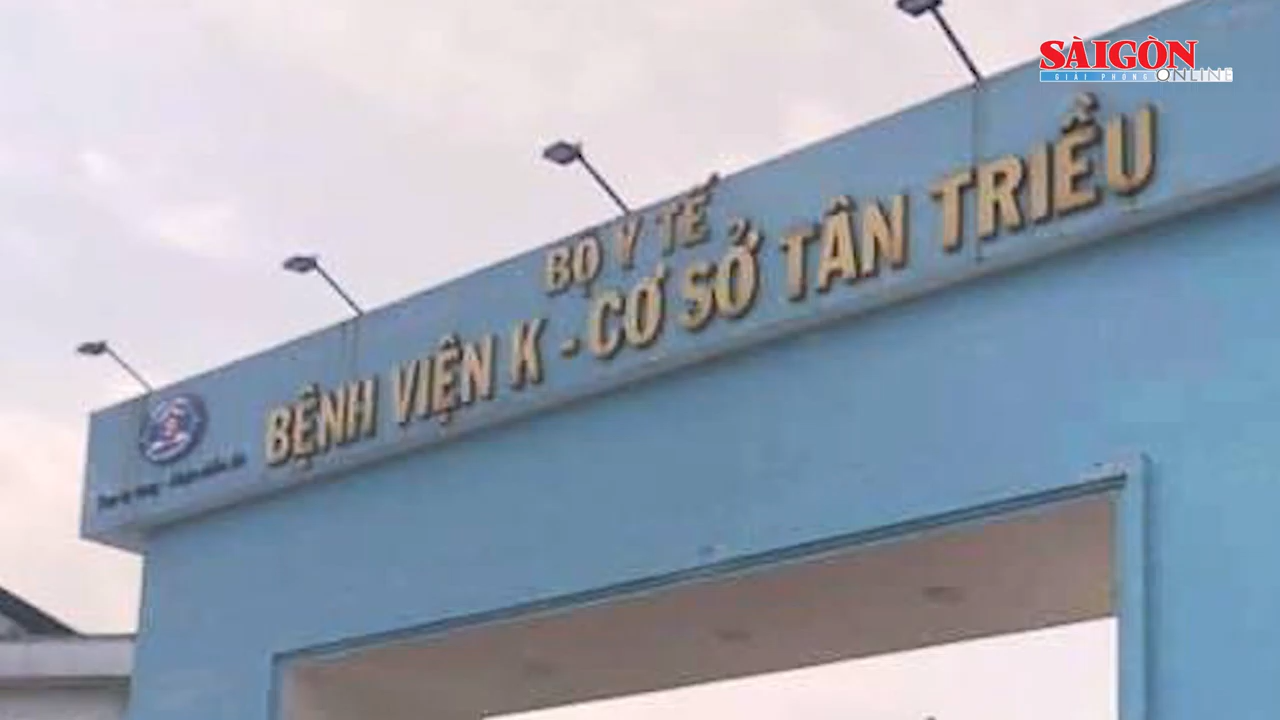 SÀIGÒN
GIẢI PHÓNG ONLINE
BỘ Y TẾ
BỆNH VIỆN K - CƠ SỞ TÂN TRIỀU